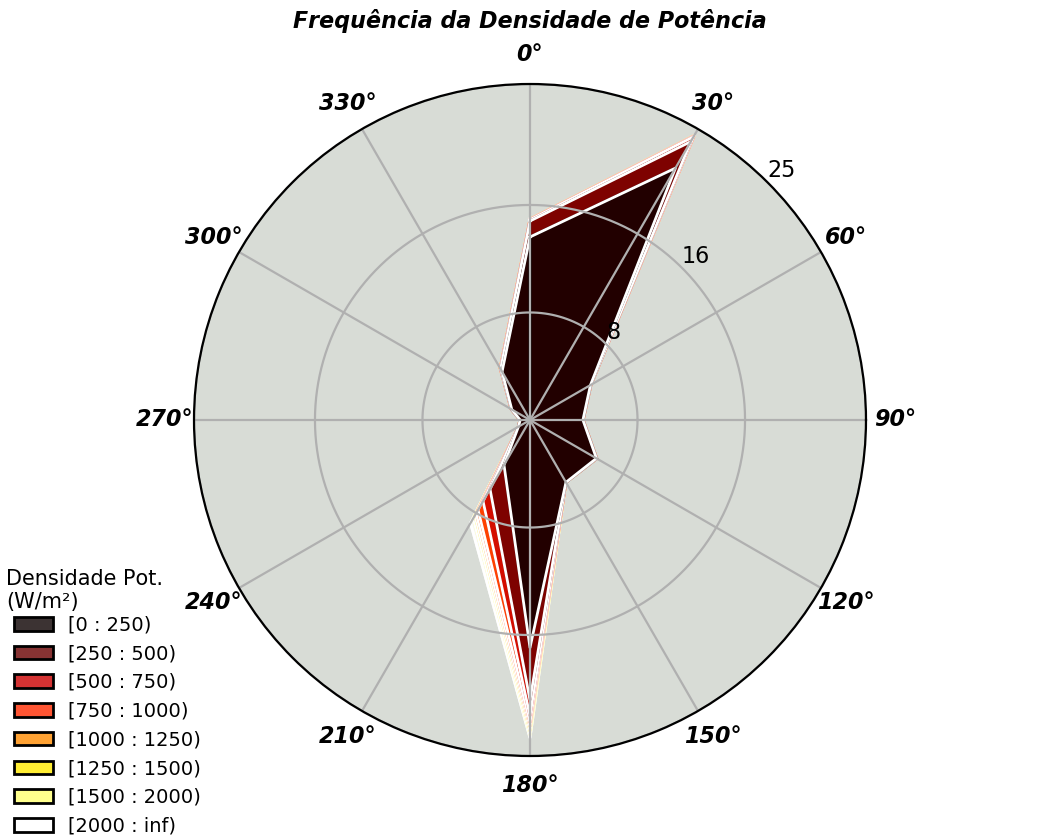 Frequência da Densidade de Potência
0°
330°
30°
25
300°
60°
16
8
270°
90°
Densidade Pot.
(W/m²)
240°
120°
[0 : 250)
[250 : 500)
[500 : 750)
[750 : 1000)
[1000 : 1250)
[1250 : 1500)
[1500 : 2000)
[2000 : inf)
210°
150°
180°